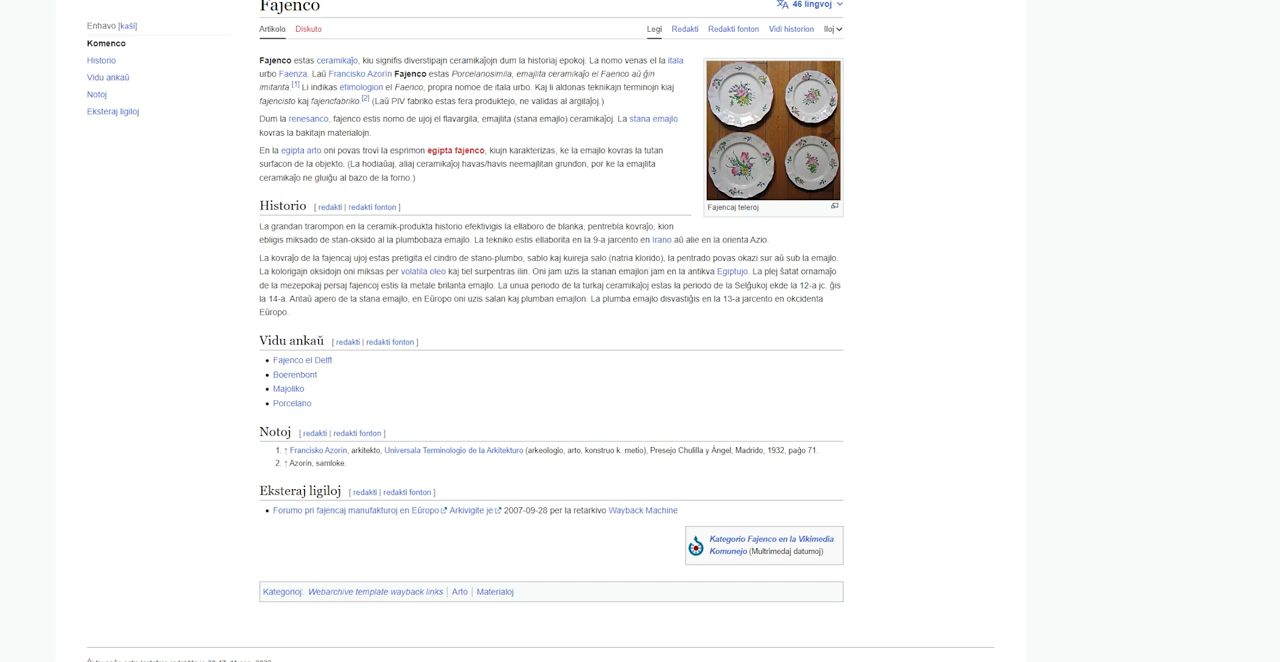 Fajenco
46 lingvoj
Enhavo [kaŝi]
Komenco
Historio
Vidu ankaŭ
Notoj
Eksteraj ligiloj
Artikolo Diskuto Legi Redakti Redakti fonton Vidi historion Iloj
Fajenco estas ceramikaĵo, kiu signifis diverstipajn ceramikaĵojn dum la historiaj epokoj. La nomo venas el la itala
urbo Faenza. Laŭ Francisko Azorín Fajenco estas Porcelanosimila, emajlita ceramikaĵo el Faenco aŭ ĝin
imitanta.[1] Li indikas etimologion el Faenco, propra nomoe de itala urbo. Kaj li aldonas teknikajn terminojn kiaj
fajencisto kaj fajencfabriko.[2] (Laŭ PIV fabriko estas fera produktejo, ne validas al argilaĵoj.)
Dum la renesanco, fajenco estis nomo de ujoj el flavargila, emajlita (stana emajlo) ceramikaĵoj. La stana emajlo
kovras la bakitajn materialojn.
En la egipta arto oni povas trovi la esprimon egipta fajenco, kiujn karakterizas, ke la emajlo kovras la tutan
surfacon de la objekto. (La hodiaŭaj, aliaj ceramikaĵoj havas/havis neemajlitan grundon, por ke la emajlita
ceramikaĵo ne gluiĝu al bazo de la forno.)
Fajencaj teleroj
Historio [ redakti | redakti fonton ]
La grandan trarompon en la ceramik-produkta historio efektivigis la ellaboro de blanka, pentrebla kovraĵo, kion
ebligis miksado de stan-oksido al la plumbobaza emajlo. La tekniko estis ellaborita en la 9-a jarcento en Irano aŭ alie en la orienta Azio.
La kovraĵo de la fajencaj ujoj estas pretigita el cindro de stano-plumbo, sablo kaj kuireja salo (natria klorido), la pentrado povas okazi sur aŭ sub la emajlo.
La kolorigajn oksidojn oni miksas per volatila oleo kaj tiel surpentras ilin. Oni jam uzis la stanan emajlon jam en la antikva Egiptujo. La plej ŝatat ornamaĵo
de la mezepokaj persaj fajencoj estis la metale brilanta emajlo. La unua periodo de la turkaj ceramikaĵoj estas la periodo de la Selĝukoj ekde la 12-a jc. ĝis
la 14-a. Antaŭ apero de la stana emajlo, en Eŭropo oni uzis salan kaj plumban emajlon. La plumba emajlo disvastiĝis en la 13-a jarcento en okcidenta
Eŭropo.
Vidu ankaŭ [ redakti | redakti fonton ]
• Fajenco el Delft
• Boerenbont
• Majoliko
• Porcelano
Notoj [ redakti | redakti fonton ]
1. ↑ Francisko Azorín, arkitekto, Universala Terminologio de la Arkitekturo (arkeologio, arto, konstruo k. metio), Presejo Chulilla y Ángel, Madrido, 1932, paĝo 71.
2. ↑ Azorín, samloke.
Eksteraj ligiloj [ redakti | redakti fonton ]
• Forumo pri fajencaj manufakturoj en Eŭropo Arkivigite je 2007-09-28 per la retarkivo Wayback Machine
Kategorio Fajenco en la Vikimedia
Komunejo (Multrimedaj datumoj)
Kategorioj: Webarchive template wayback links | Arto | Materialoj